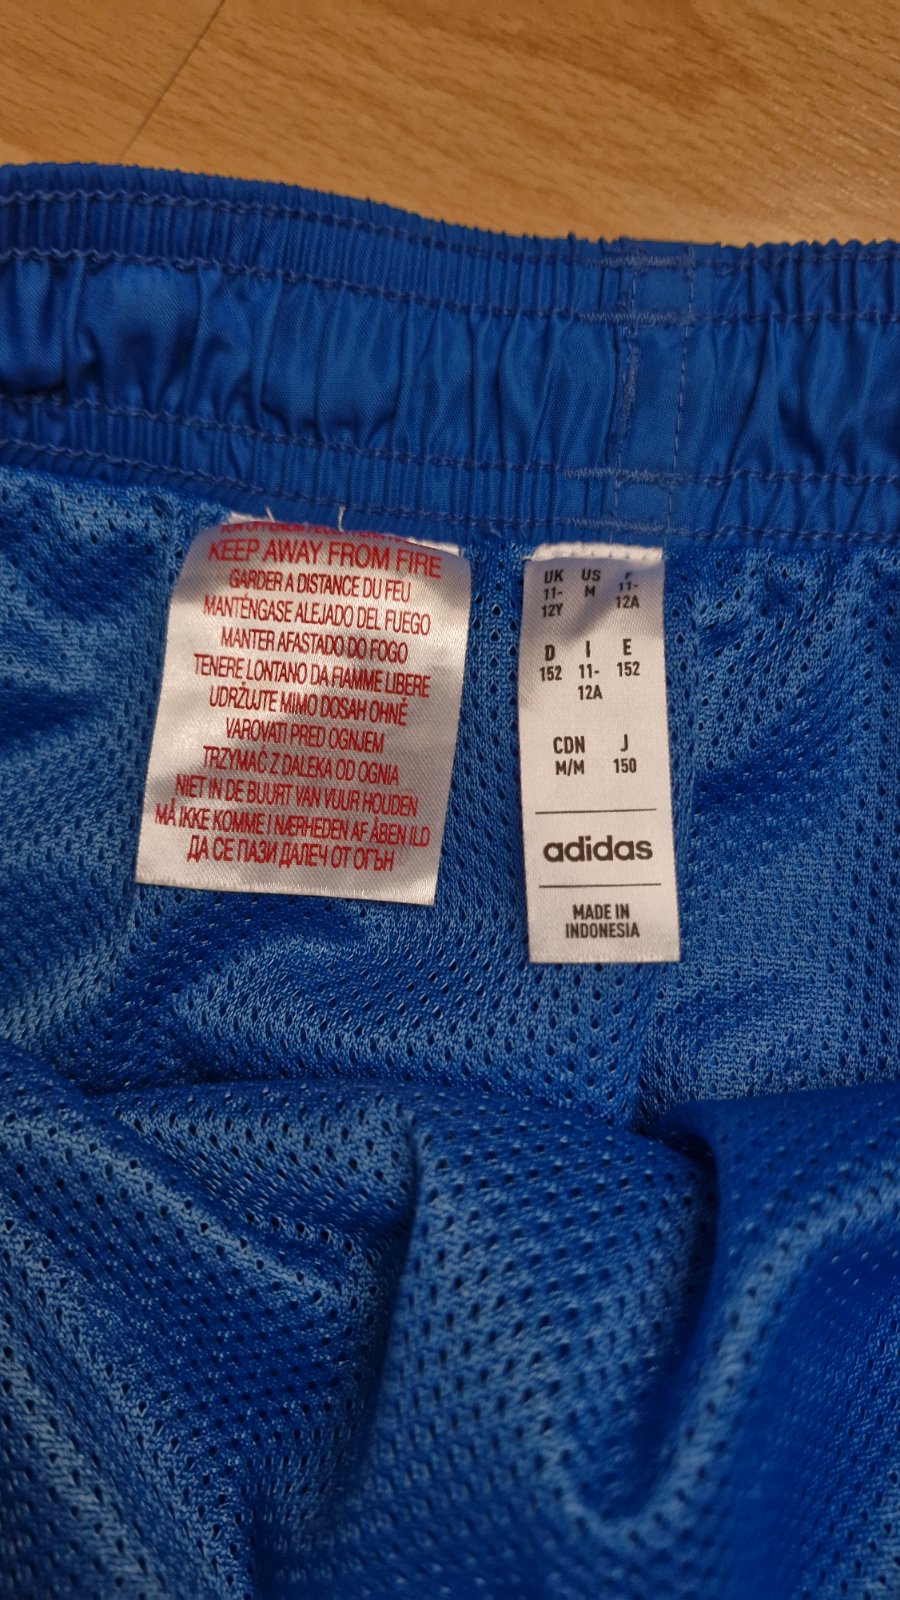 KEEP AWAY FROM FIRE
GARDER A DISTANCE DU FEU
MANTÉNGASE ALEJADO DEL FUEGO
MANTER AFASTADO DO FOGO
TENERE LONTANO DA FIAMME LIBERE
UDRŽUJTE MIMO DOSAH OHNĚ
VAROVATI PRED OGNJEM
TRZYMAĆ Z DALEKA OD OGNIA
NIET IN DE BUURT VAN VUUR HOUDEN
MÅ IKKE KOMME I NÆRHEDEN AF ÅBEN ILD
ДА СЕ ПАЗИ ДАЛЕЧ ОТ ОГЪН
UK US F
11- M 11-
12Y 12A
D I E
152 11- 152
12A
CDN J
M/M 150
adidas
MADE IN
INDONESIA